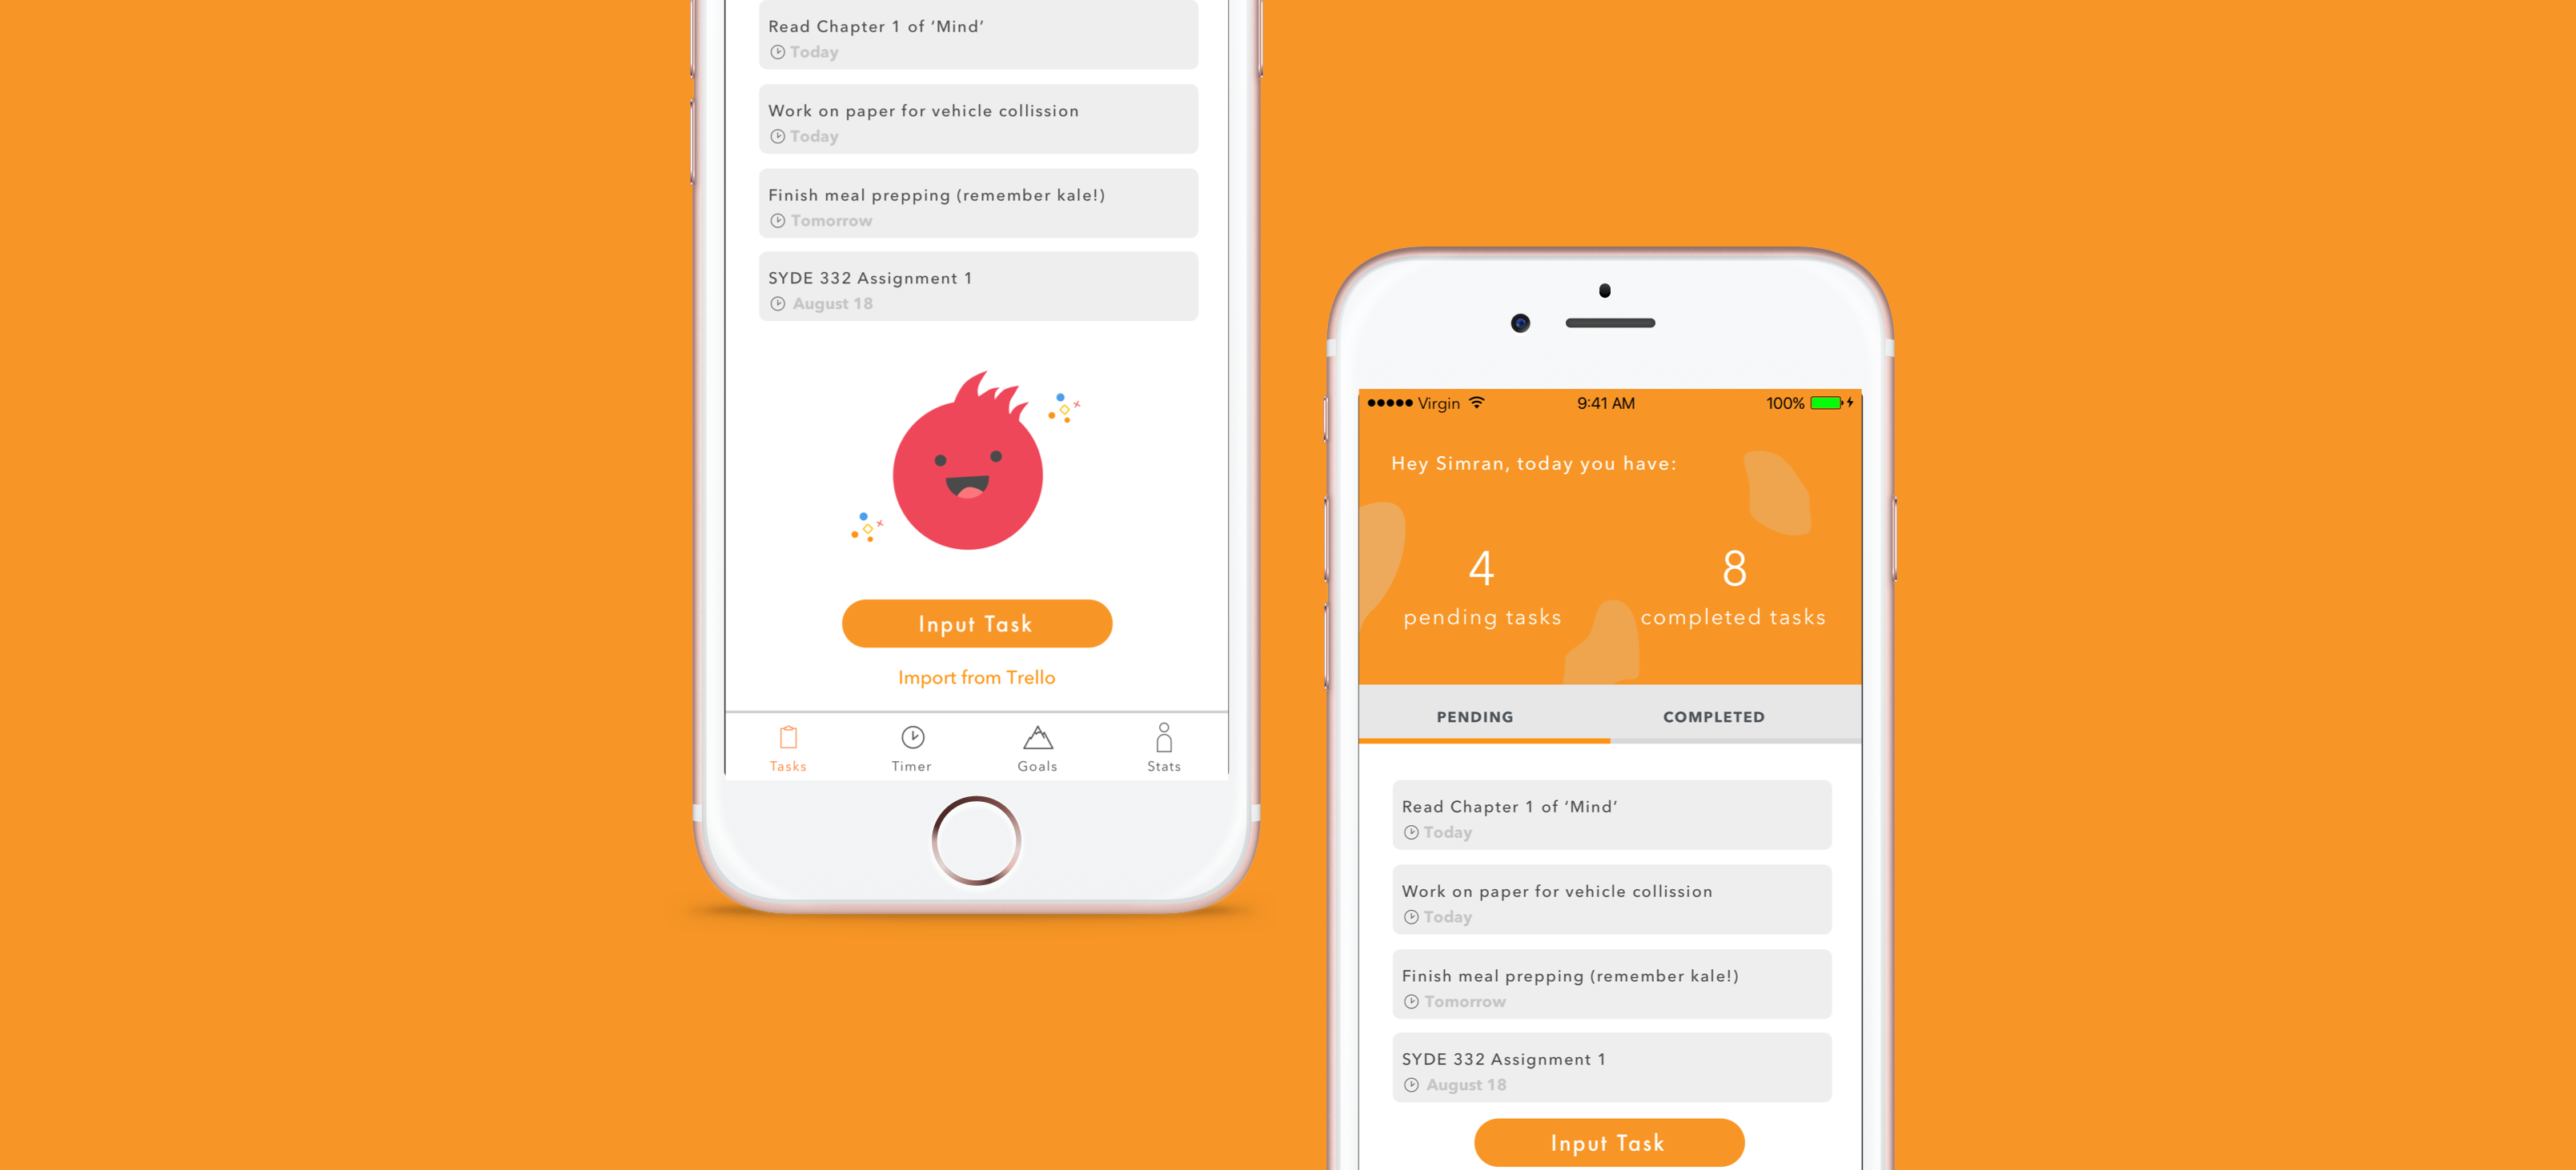 Read Chapter 1 of ‘Mind’
Today
Work on paper for vehicle collission
Today
Finish meal prepping (remember kale!)
Tomorrow
SYDE 332 Assignment 1
August 18
Input Task
Import from Trello
Tasks Timer Goals Stats
Virgin 9:41 AM 100%
Hey Simran, today you have:
4 8
pending tasks completed tasks
PENDING COMPLETED
Read Chapter 1 of ‘Mind’
Today
Work on paper for vehicle collission
Today
Finish meal prepping (remember kale!)
Tomorrow
SYDE 332 Assignment 1
August 18
Input Task